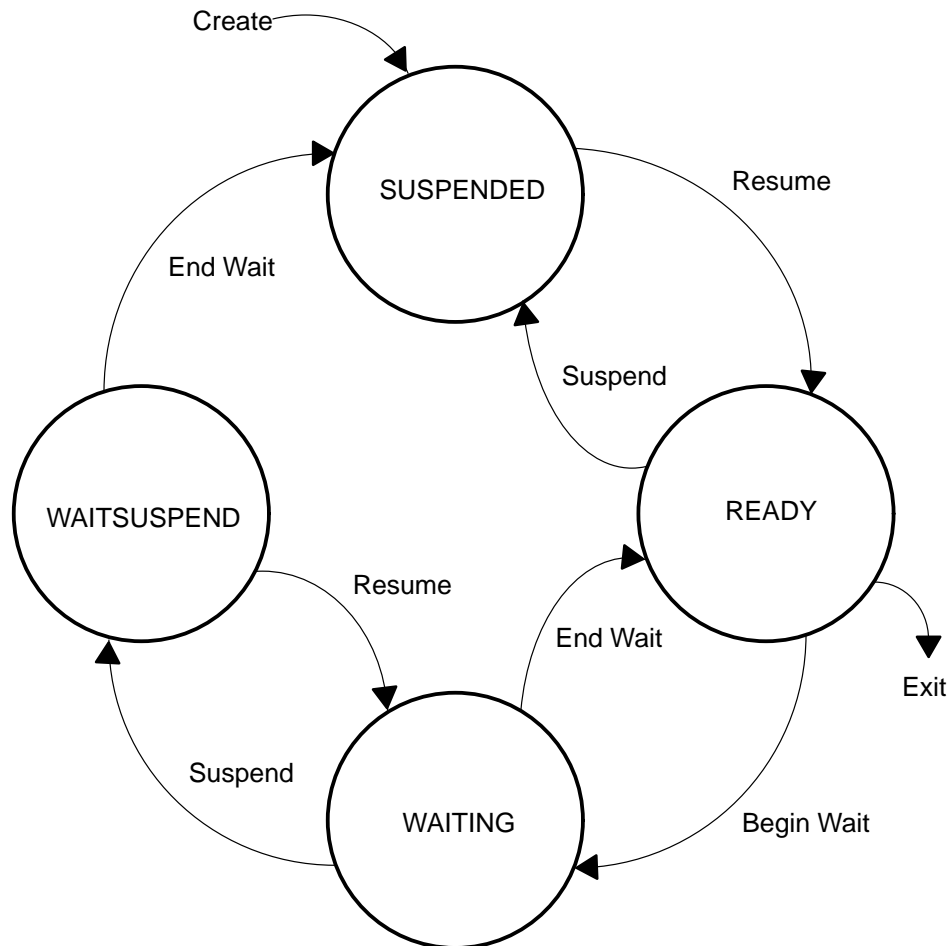 Create
SUSPENDED
Resume
End Wait
Suspend
WAITSUSPEND
READY
Resume
End Wait
Exit
Suspend
WAITING
Begin Wait